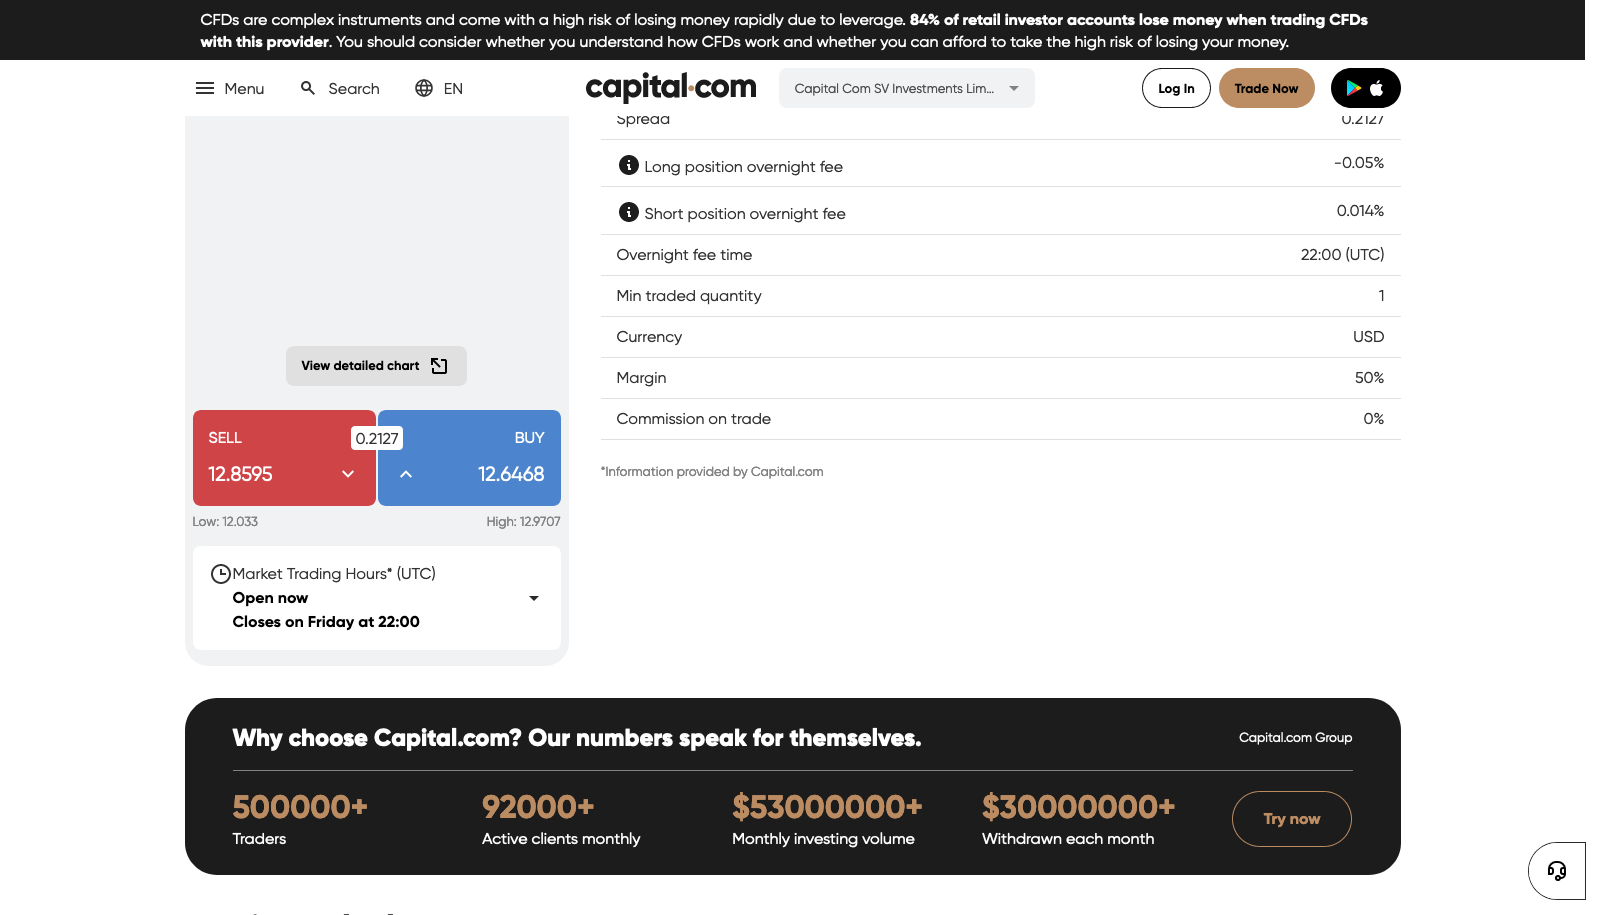 CFDs are complex instruments and come with a high risk of losing money rapidly due to leverage. 84% of retail investor accounts lose money when trading CFDs
with this provider. You should consider whether you understand how CFDs work and whether you can afford to take the high risk of losing your money.
Menu Search EN capital.com Capital Com SV Investments Lim... Log In Trade Now
Spread 0.2127
Long position overnight fee -0.05%
Short position overnight fee 0.014%
Overnight fee time 22:00 (UTC)
Min traded quantity 1
Currency USD
Margin 50%
Commission on trade 0%
*Information provided by Capital.com
View detailed chart
SELL 0.2127 BUY
12.8595 12.6468
Low: 12.033 High: 12.9707
Market Trading Hours* (UTC)
Open now
Closes on Friday at 22:00
Why choose Capital.com? Our numbers speak for themselves. Capital.com Group
500000+ 92000+ $53000000+ $30000000+
Traders Active clients monthly Monthly investing volume Withdrawn each month
Try now